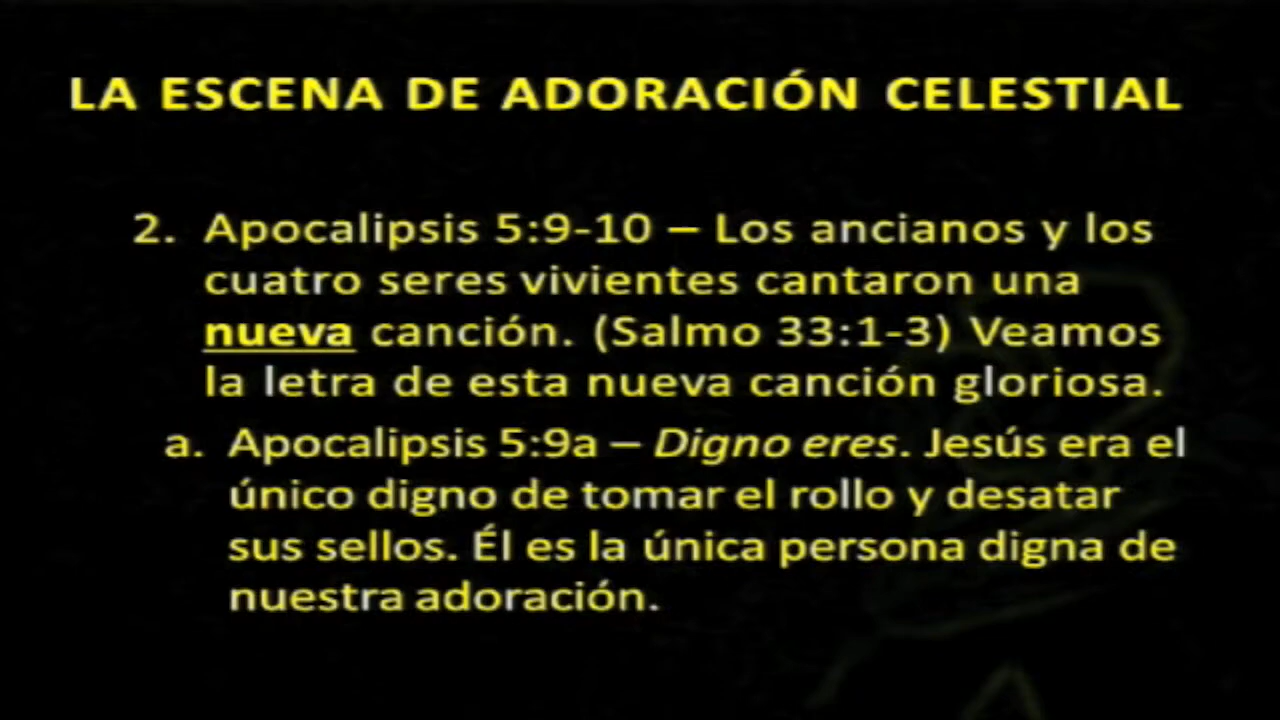 LA ESCENA DE ADORACIÓN CELESTIAL
2. Apocalipsis 5:9-10 – Los ancianos y los
cuatro seres vivientes cantaron una
nueva canción. (Salmo 33:1-3) Veamos
la letra de esta nueva canción gloriosa.
a. Apocalipsis 5:9a – Digno eres. Jesús era el
único digno de tomar el rollo y desatar
sus sellos. Él es la única persona digna de
nuestra adoración.